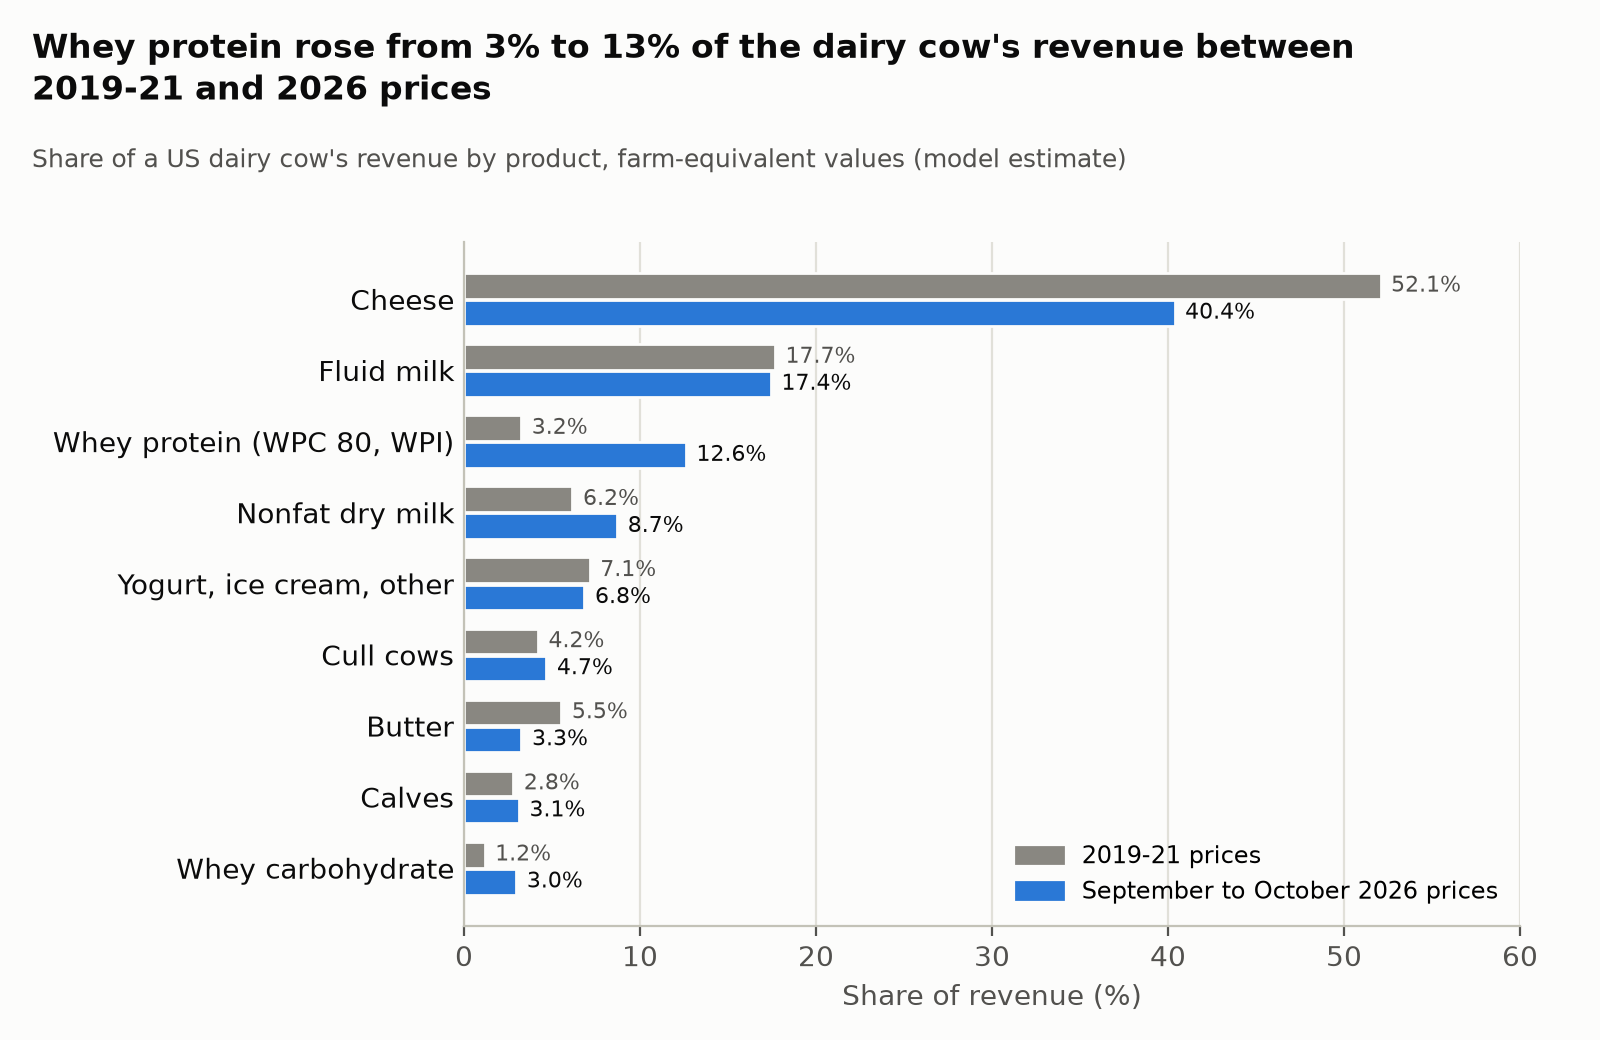 Whey protein rose from 3% to 13% of the dairy cow's revenue between
2019-21 and 2026 prices
Share of a US dairy cow's revenue by product, farm-equivalent values (model estimate)
Cheese
52.1%
40.4%
Fluid milk
17.7%
17.4%
Whey protein (WPC 80, WPI)
3.2%
12.6%
Nonfat dry milk
6.2%
8.7%
Yogurt, ice cream, other
7.1%
6.8%
Cull cows
4.2%
4.7%
Butter
5.5%
3.3%
Calves
2.8%
3.1%
Whey carbohydrate
1.2%
3.0%
2019-21 prices
September to October 2026 prices
0 10 20 30 40 50 60
Share of revenue (%)